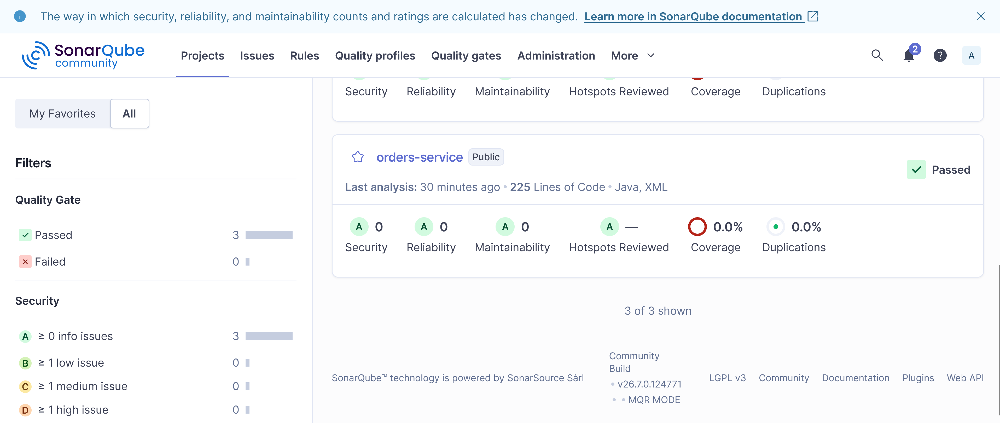 The way in which security, reliability, and maintainability counts and ratings are calculated has changed. Learn more in SonarQube documentation
SonarQube community
Projects Issues Rules Quality profiles Quality gates Administration More
2
?
A
My Favorites All
Filters
Quality Gate
Passed 3
Failed 0
Security
A ≥ 0 info issues 3
B ≥ 1 low issue 0
C ≥ 1 medium issue 0
D ≥ 1 high issue 0
Security Reliability Maintainability Hotspots Reviewed Coverage Duplications
orders-service Public
Passed
Last analysis: 30 minutes ago • 225 Lines of Code • Java, XML
A 0 A 0 A 0 A — 0.0% 0.0%
Security Reliability Maintainability Hotspots Reviewed Coverage Duplications
3 of 3 shown
SonarQube™ technology is powered by SonarSource Sàrl
Community
Build
• v26.7.0.124771
• • MQR MODE
LGPL v3 Community Documentation Plugins Web API